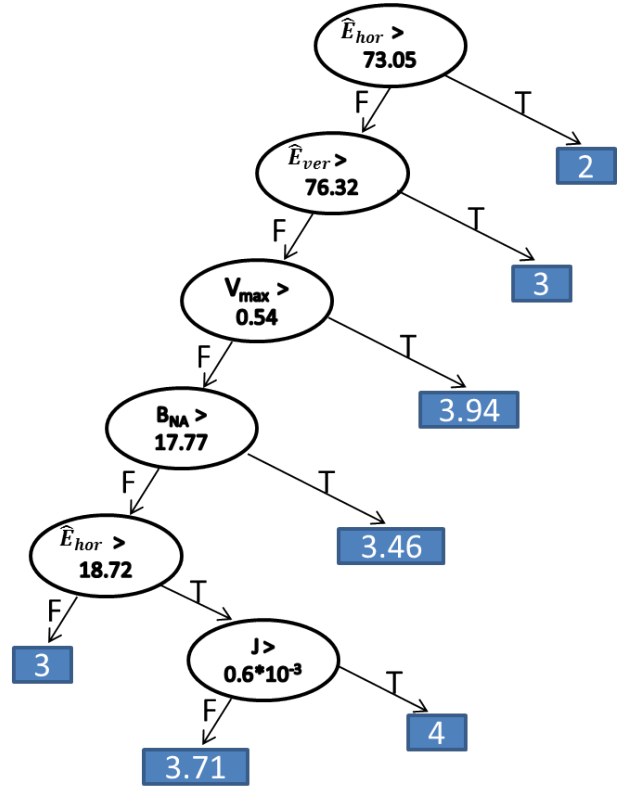 Ê_hor >
73.05
F
T
2
Ê_ver >
76.32
F
T
3
V_max >
0.54
F
T
3.94
B_NA >
17.77
F
T
3.46
Ê_hor >
18.72
F
T
3
J >
0.6*10⁻³
F
T
4
3.71